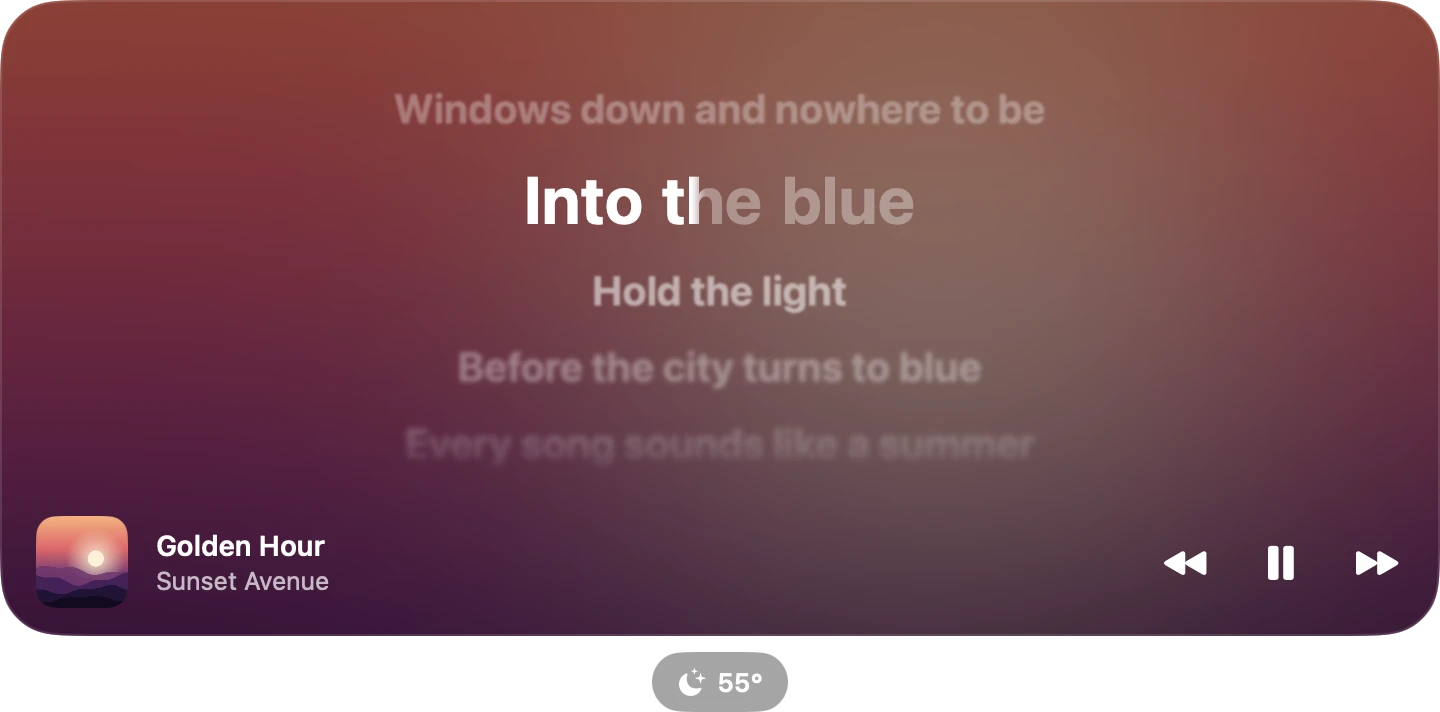 Windows down and nowhere to be
Into the blue
Hold the light
Before the city turns to blue
Every song sounds like a summer
Golden Hour
Sunset Avenue
55°